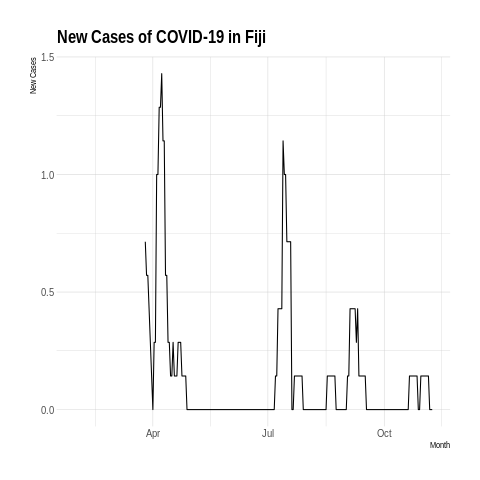 New Cases of COVID-19 in Fiji
New Cases
1.5
1.0
0.5
0.0
Apr
Jul
Oct
Month